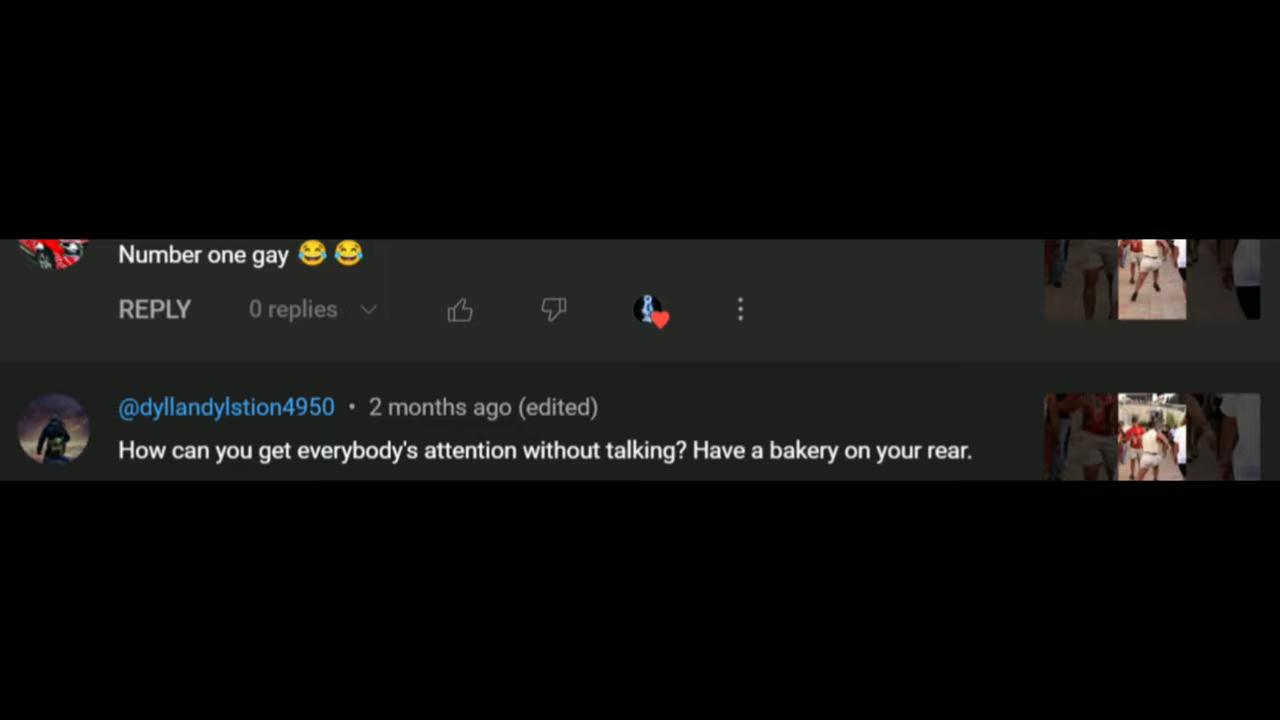 Number one gay 😂 😂
REPLY 0 replies
@dyllandylstion4950 • 2 months ago (edited)
How can you get everybody's attention without talking? Have a bakery on your rear.